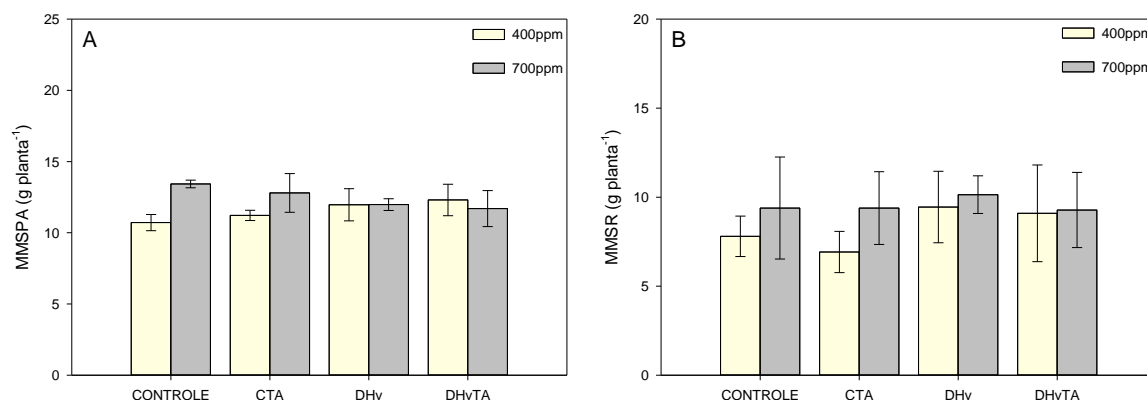 A
400ppm
700ppm
25
20
15
10
5
0
MMSPA (g planta⁻¹)
CONTROLE CTA DHv DHvTA
B
400ppm
700ppm
20
15
10
5
0
MMSR (g planta⁻¹)
CONTROLE CTA DHv DHvTA